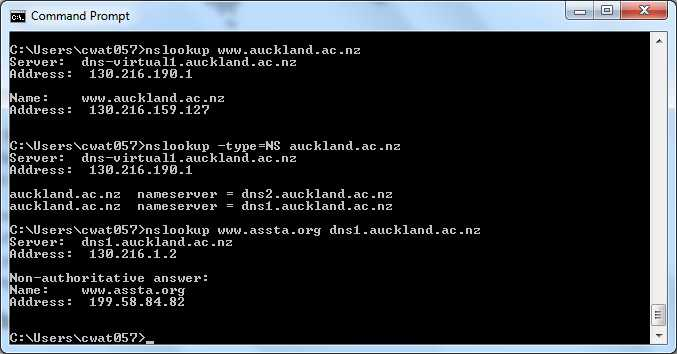 Command Prompt
C:\Users\cwat057>nslookup www.auckland.ac.nz
Server:  dns-virtual1.auckland.ac.nz
Address:  130.216.190.1
Name:    www.auckland.ac.nz
Address:  130.216.159.127
C:\Users\cwat057>nslookup -type=NS auckland.ac.nz
Server:  dns-virtual1.auckland.ac.nz
Address:  130.216.190.1
auckland.ac.nz  nameserver = dns2.auckland.ac.nz
auckland.ac.nz  nameserver = dns1.auckland.ac.nz
C:\Users\cwat057>nslookup www.assta.org dns1.auckland.ac.nz
Server:  dns1.auckland.ac.nz
Address:  130.216.1.2
Non-authoritative answer:
Name:    www.assta.org
Address:  199.58.84.82
C:\Users\cwat057>_